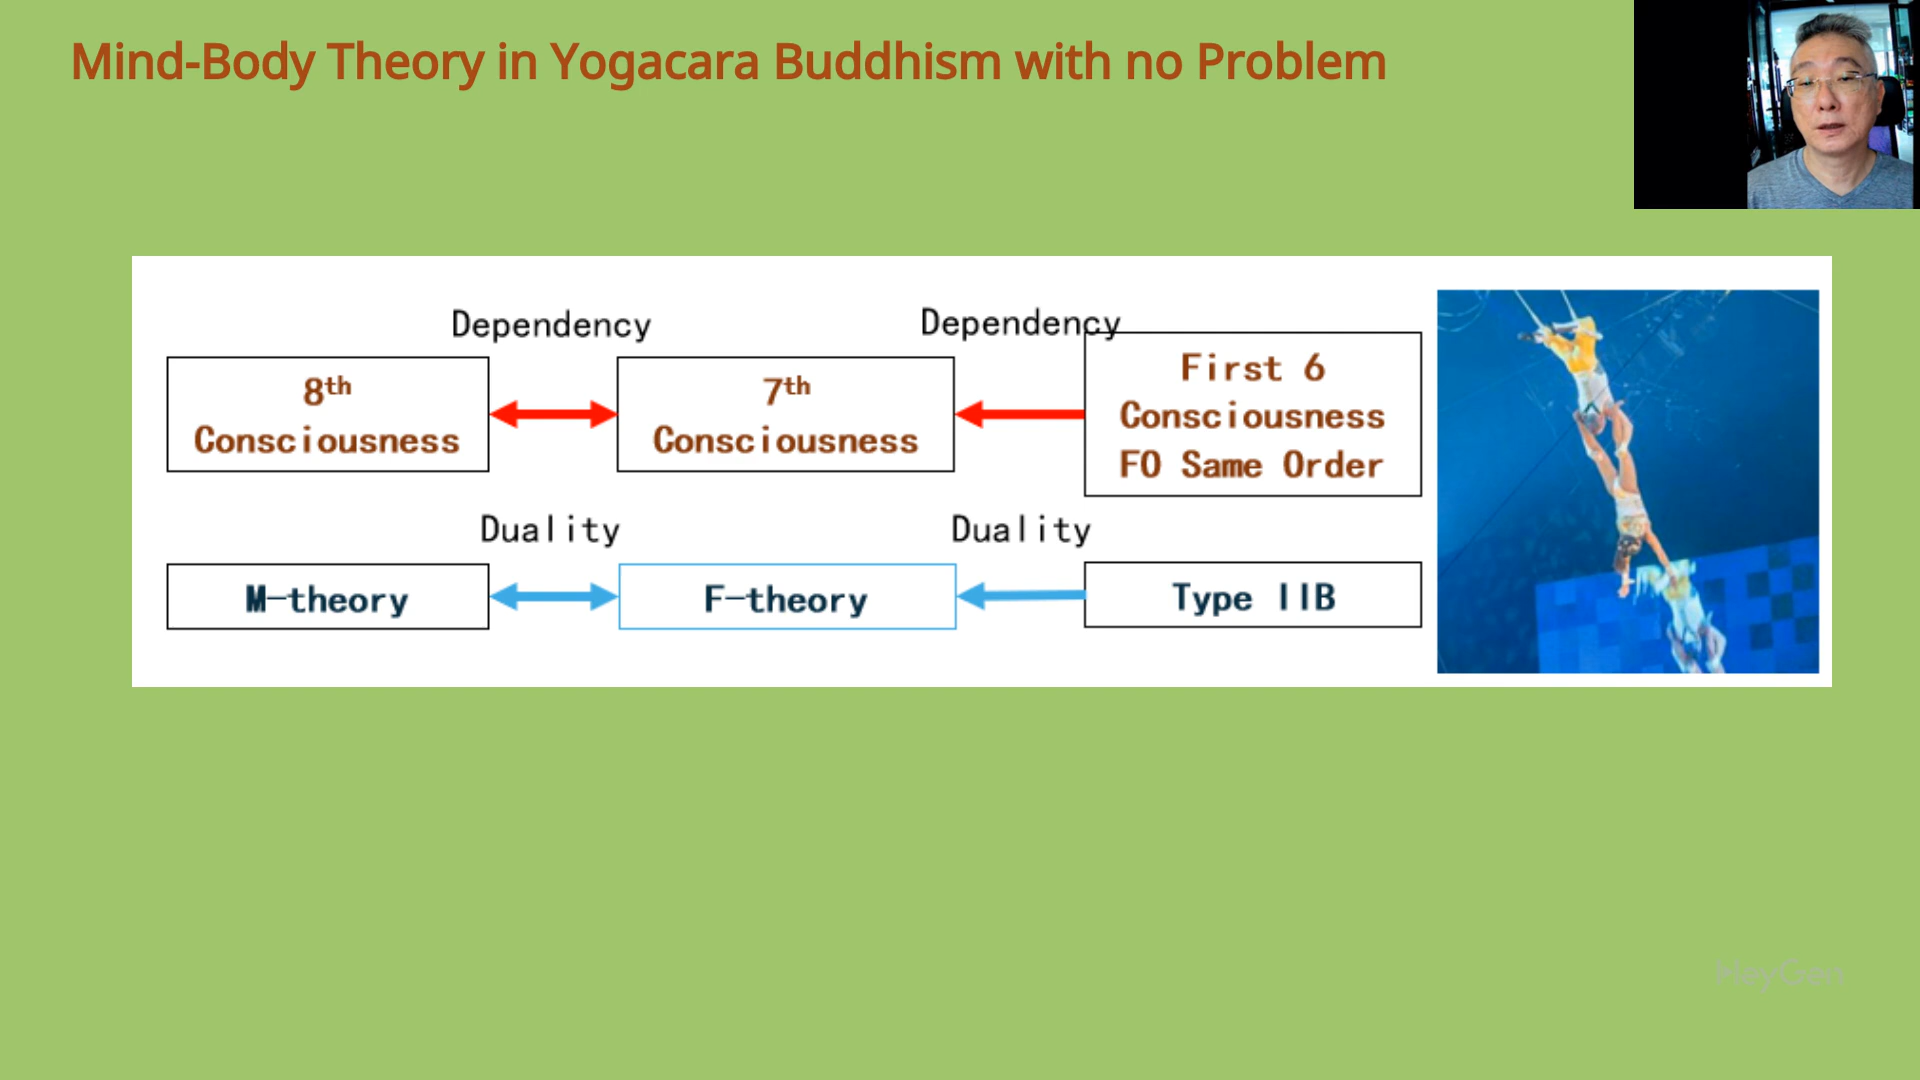 Mind-Body Theory in Yogacara Buddhism with no Problem
Dependency
Dependency
8th
Consciousness
7th
Consciousness
First 6
Consciousness
FO Same Order
Duality
Duality
M-theory
F-theory
Type IIB
HeyGen